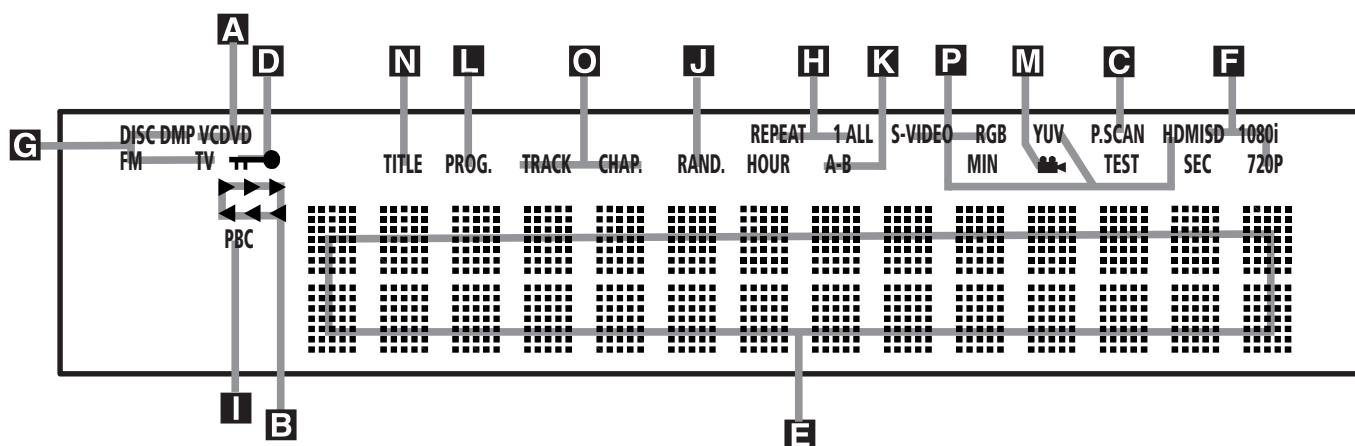 A
D N L O J H K P M C F
DISC DMP VCDVD REPEAT 1 ALL S-VIDEO RGB YUV P.SCAN HDMISD 1080i
G
FM TV TITLE PROG. TRACK CHAP. RAND. HOUR A-B MIN TEST SEC 720P
PBC
I B E